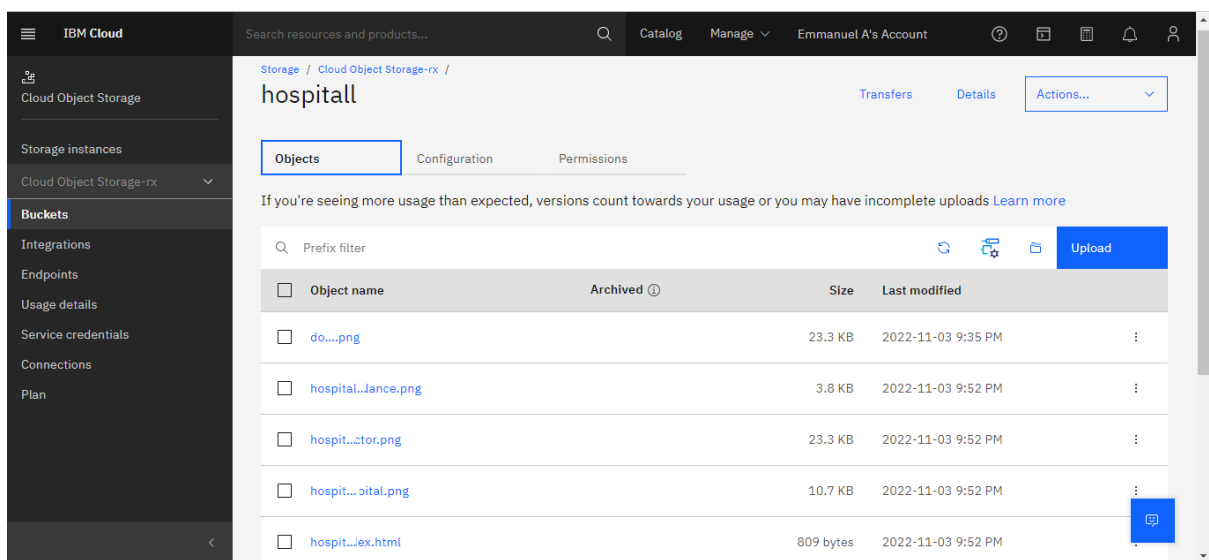 IBM Cloud
Search resources and products...
Catalog
Manage
Emmanuel A's Account
Cloud Object Storage
Storage instances
Cloud Object Storage-rx
Buckets
Integrations
Endpoints
Usage details
Service credentials
Connections
Plan
Storage / Cloud Object Storage-rx /
hospitall
Transfers
Details
Actions...
Objects
Configuration
Permissions
If you're seeing more usage than expected, versions count towards your usage or you may have incomplete uploads Learn more
Prefix filter
Upload
Object name Archived Size Last modified
do....png 23.3 KB 2022-11-03 9:35 PM
hospital...lance.png 3.8 KB 2022-11-03 9:52 PM
hospit...ctor.png 23.3 KB 2022-11-03 9:52 PM
hospit... pital.png 10.7 KB 2022-11-03 9:52 PM
hospit...dex.html 809 bytes 2022-11-03 9:52 PM